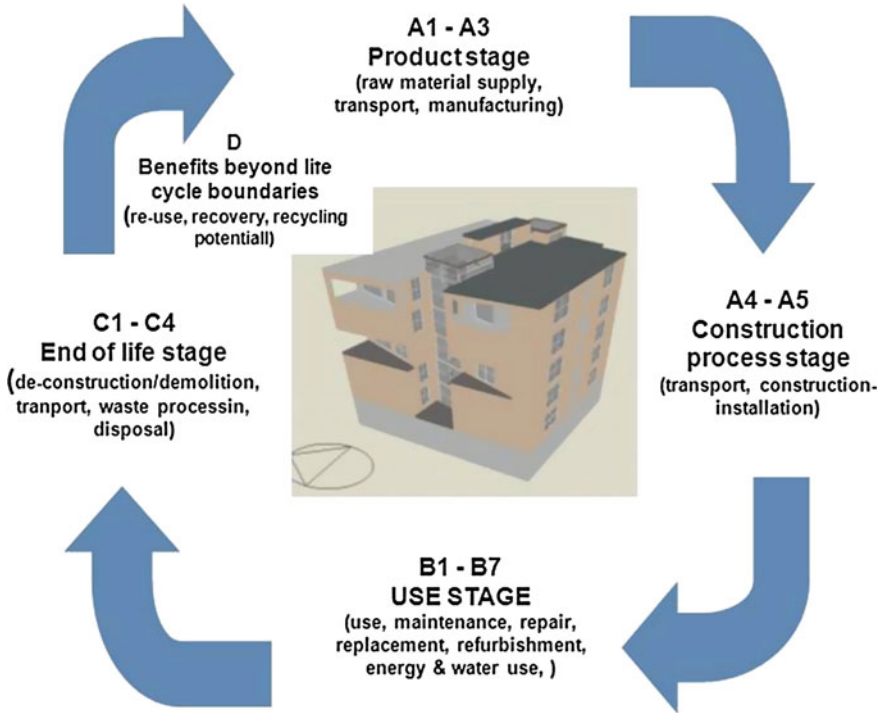 A1 - A3
Product stage
(raw material supply,
transport, manufacturing)
D
Benefits beyond life
cycle boundaries
(re-use, recovery, recycling
potentiall)
A4 - A5
Construction
process stage
(transport, construction-
installation)
C1 - C4
End of life stage
(de-construction/demolition,
tranport, waste processin,
disposal)
B1 - B7
USE STAGE
(use, maintenance, repair,
replacement, refurbishment,
energy & water use, )